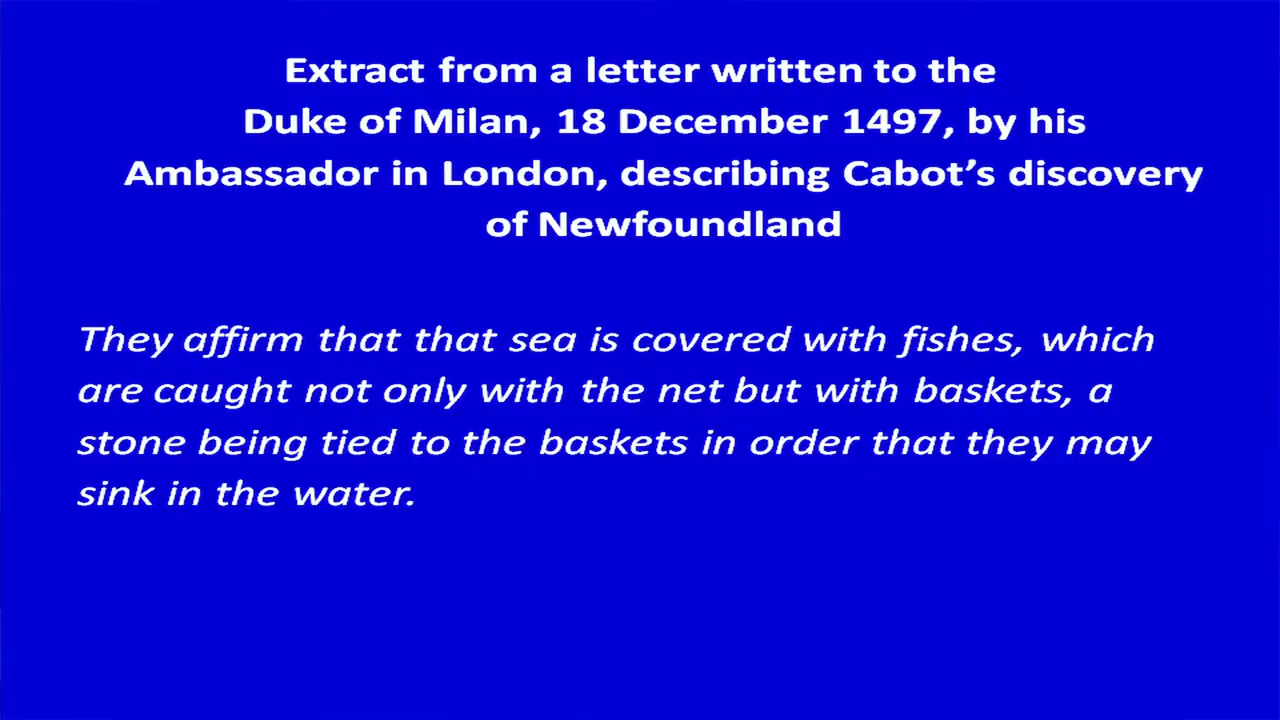 Extract from a letter written to the
Duke of Milan, 18 December 1497, by his
Ambassador in London, describing Cabot’s discovery
of Newfoundland
They affirm that that sea is covered with fishes, which
are caught not only with the net but with baskets, a
stone being tied to the baskets in order that they may
sink in the water.